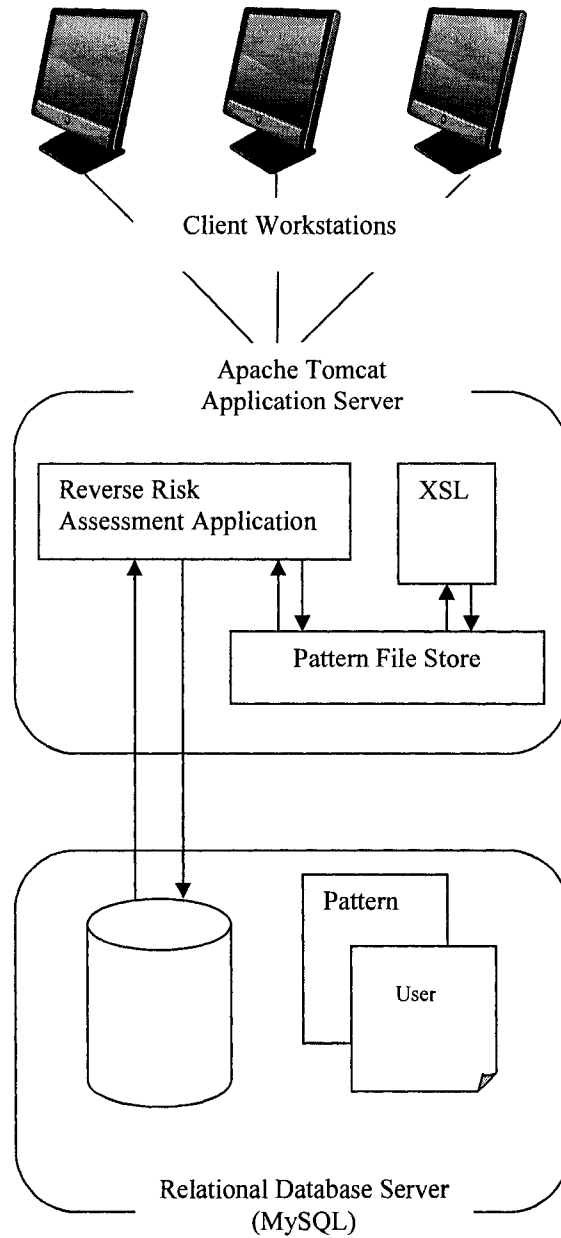 Client Workstations
Apache Tomcat
Application Server
Reverse Risk
Assessment Application
XSL
Pattern File Store
Pattern
User
Relational Database Server
(MySQL)